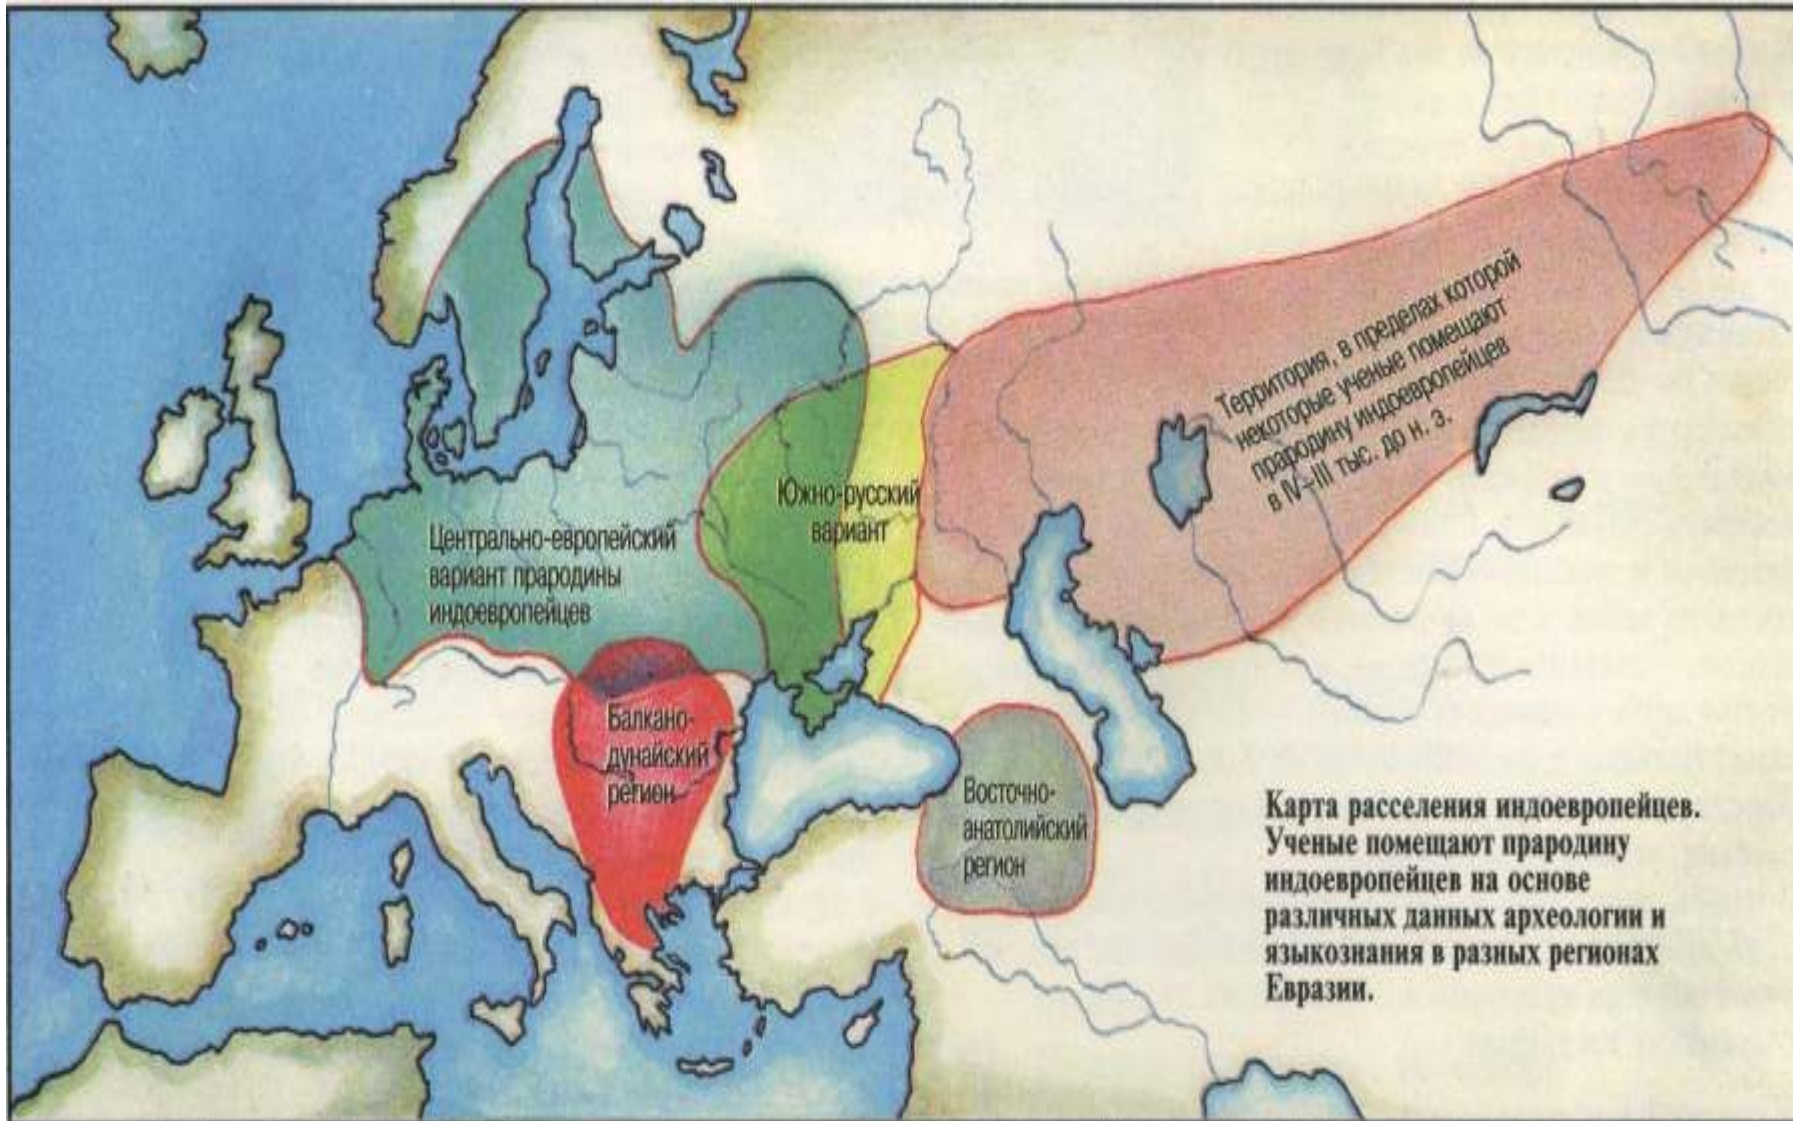 Территория, в пределах которой
некоторые ученые помещают
прародину индоевропейцев
в IV–III тыс. до н. э.
Южно-русский
вариант
Центрально-европейский
вариант прародины
индоевропейцев
Балкано-
дунайский
регион
Восточно-
анатолийский
регион
Карта расселения индоевропейцев.
Ученые помещают прародину
индоевропейцев на основе
различных данных археологии и
языкознания в разных регионах
Евразии.